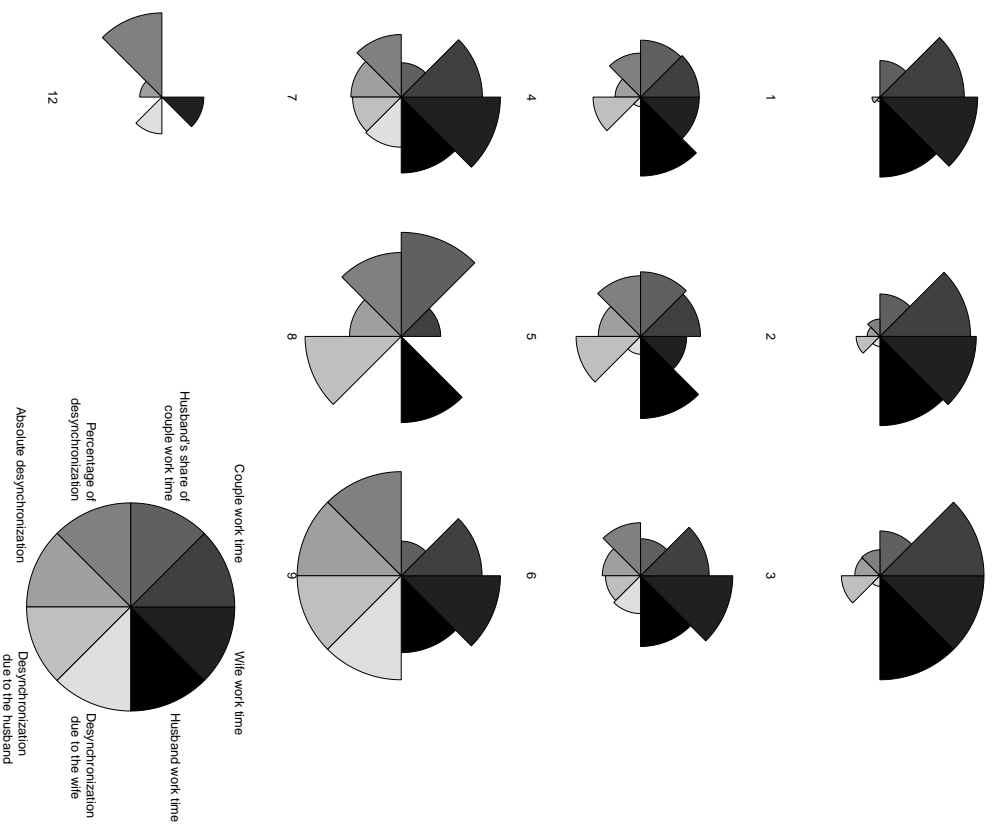 1
2
3
4
5
6
7
8
9
Couple work time
Wife work time
Husband's share of
couple work time
Husband work time
Percentage of
desynchronization
Desynchronization
due to the wife
12
Absolute desynchronization
Desynchronization
due to the husband